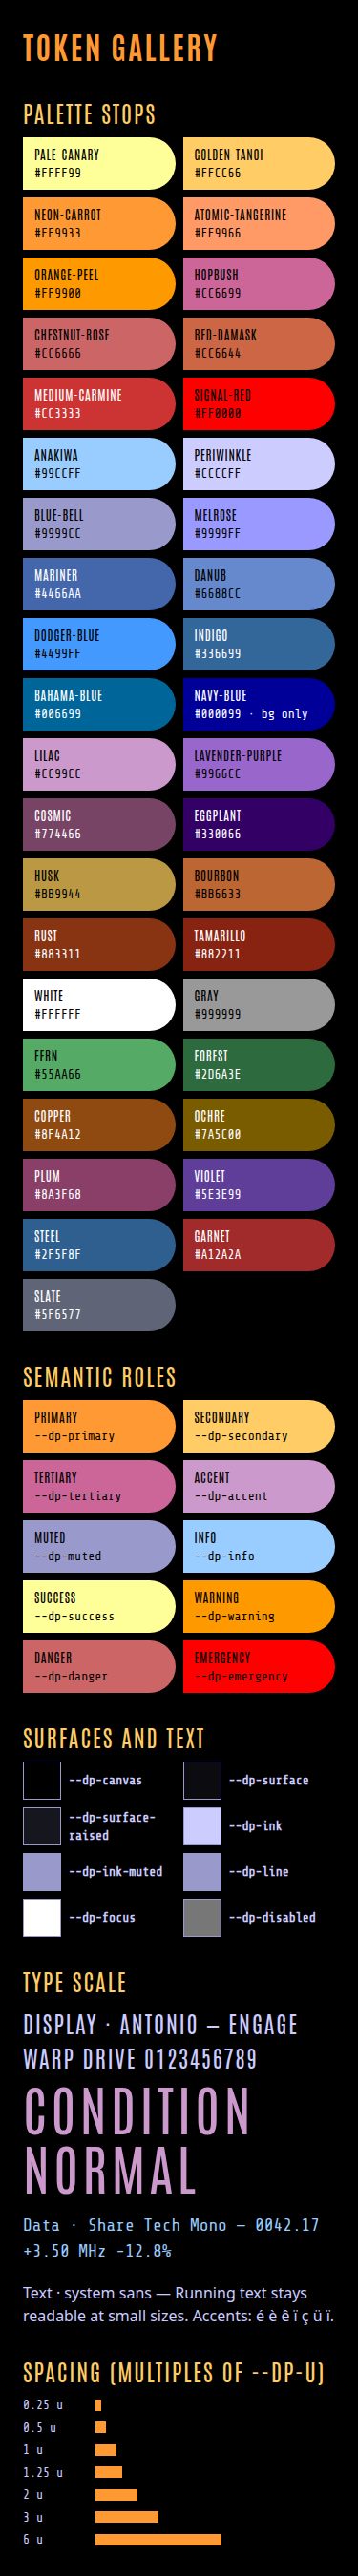 TOKEN GALLERY
PALETTE STOPS
PALE-CANARY
#FFFF99
GOLDEN-TANOI
#FFCC66
NEON-CARROT
#FF9933
ATOMIC-TANGERINE
#FF9966
ORANGE-PEEL
#FF9900
HOPBUSH
#CC6699
CHESTNUT-ROSE
#CC6666
RED-DAMASK
#CC6644
MEDIUM-CARMINE
#CC3333
SIGNAL-RED
#FF0000
ANAKIWA
#99CCFF
PERIWINKLE
#CCCCFF
BLUE-BELL
#9999CC
MELROSE
#9999FF
MARINER
#4466AA
DANUB
#6688CC
DODGER-BLUE
#4499FF
INDIGO
#336699
BAHAMA-BLUE
#006699
NAVY-BLUE
#000099 · bg only
LILAC
#CC99CC
LAVENDER-PURPLE
#9966CC
COSMIC
#774466
EGGPLANT
#330066
HUSK
#BB9944
BOURBON
#BB6633
RUST
#883311
TAMARILLO
#882211
WHITE
#FFFFFF
GRAY
#999999
FERN
#55AA66
FOREST
#2D6A3E
COPPER
#8F4A12
OCHRE
#7A5C00
PLUM
#8A3F68
VIOLET
#5E3E99
STEEL
#2F5F8F
GARNET
#A12A2A
SLATE
#5F6577
SEMANTIC ROLES
PRIMARY
--dp-primary
SECONDARY
--dp-secondary
TERTIARY
--dp-tertiary
ACCENT
--dp-accent
MUTED
--dp-muted
INFO
--dp-info
SUCCESS
--dp-success
WARNING
--dp-warning
DANGER
--dp-danger
EMERGENCY
--dp-emergency
SURFACES AND TEXT
--dp-canvas
--dp-surface
--dp-surface-
raised
--dp-ink
--dp-ink-muted
--dp-line
--dp-focus
--dp-disabled
TYPE SCALE
DISPLAY · ANTONIO — ENGAGE
WARP DRIVE 0123456789
CONDITION
NORMAL
Data · Share Tech Mono — 0042.17
+3.50 MHz −12.8%
Text · system sans — Running text stays
readable at small sizes. Accents: é è ê ï ç ü ï.
SPACING (MULTIPLES OF --DP-U)
0.25 u
0.5 u
1 u
1.25 u
2 u
3 u
6 u